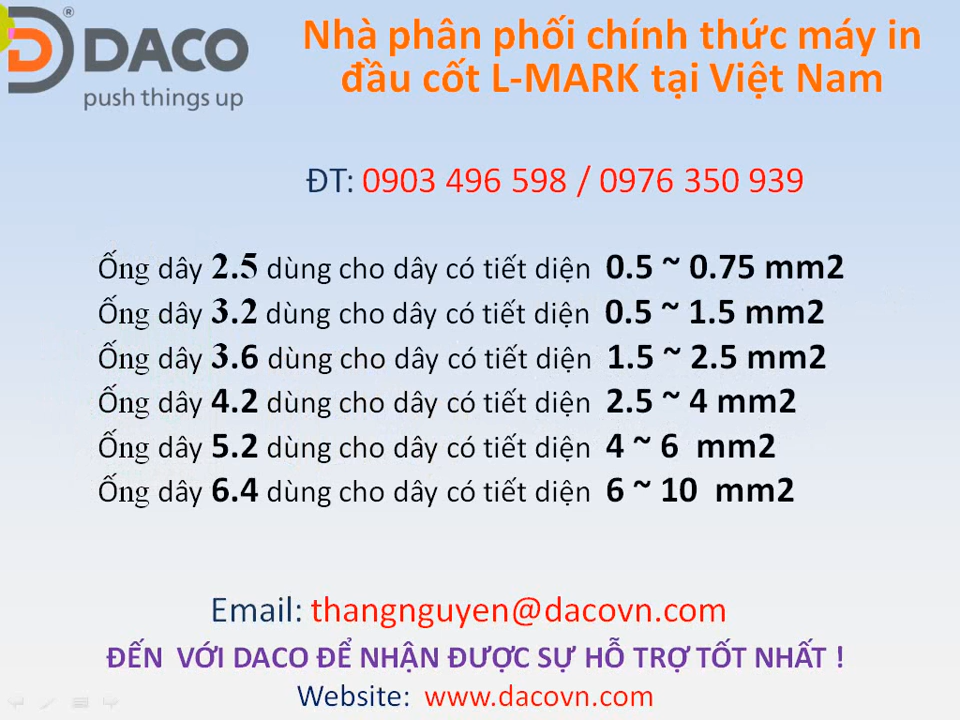 DACO®
push things up
Nhà phân phối chính thức máy in
đầu cốt L-MARK tại Việt Nam
ĐT: 0903 496 598 / 0976 350 939
Ống dây 2.5 dùng cho dây có tiết diện 0.5 ~ 0.75 mm2
Ống dây 3.2 dùng cho dây có tiết diện 0.5 ~ 1.5 mm2
Ống dây 3.6 dùng cho dây có tiết diện 1.5 ~ 2.5 mm2
Ống dây 4.2 dùng cho dây có tiết diện 2.5 ~ 4 mm2
Ống dây 5.2 dùng cho dây có tiết diện 4 ~ 6 mm2
Ống dây 6.4 dùng cho dây có tiết diện 6 ~ 10 mm2
Email: thangnguyen@dacovn.com
ĐẾN VỚI DACO ĐỂ NHẬN ĐƯỢC SỰ HỖ TRỢ TỐT NHẤT !
Website: www.dacovn.com